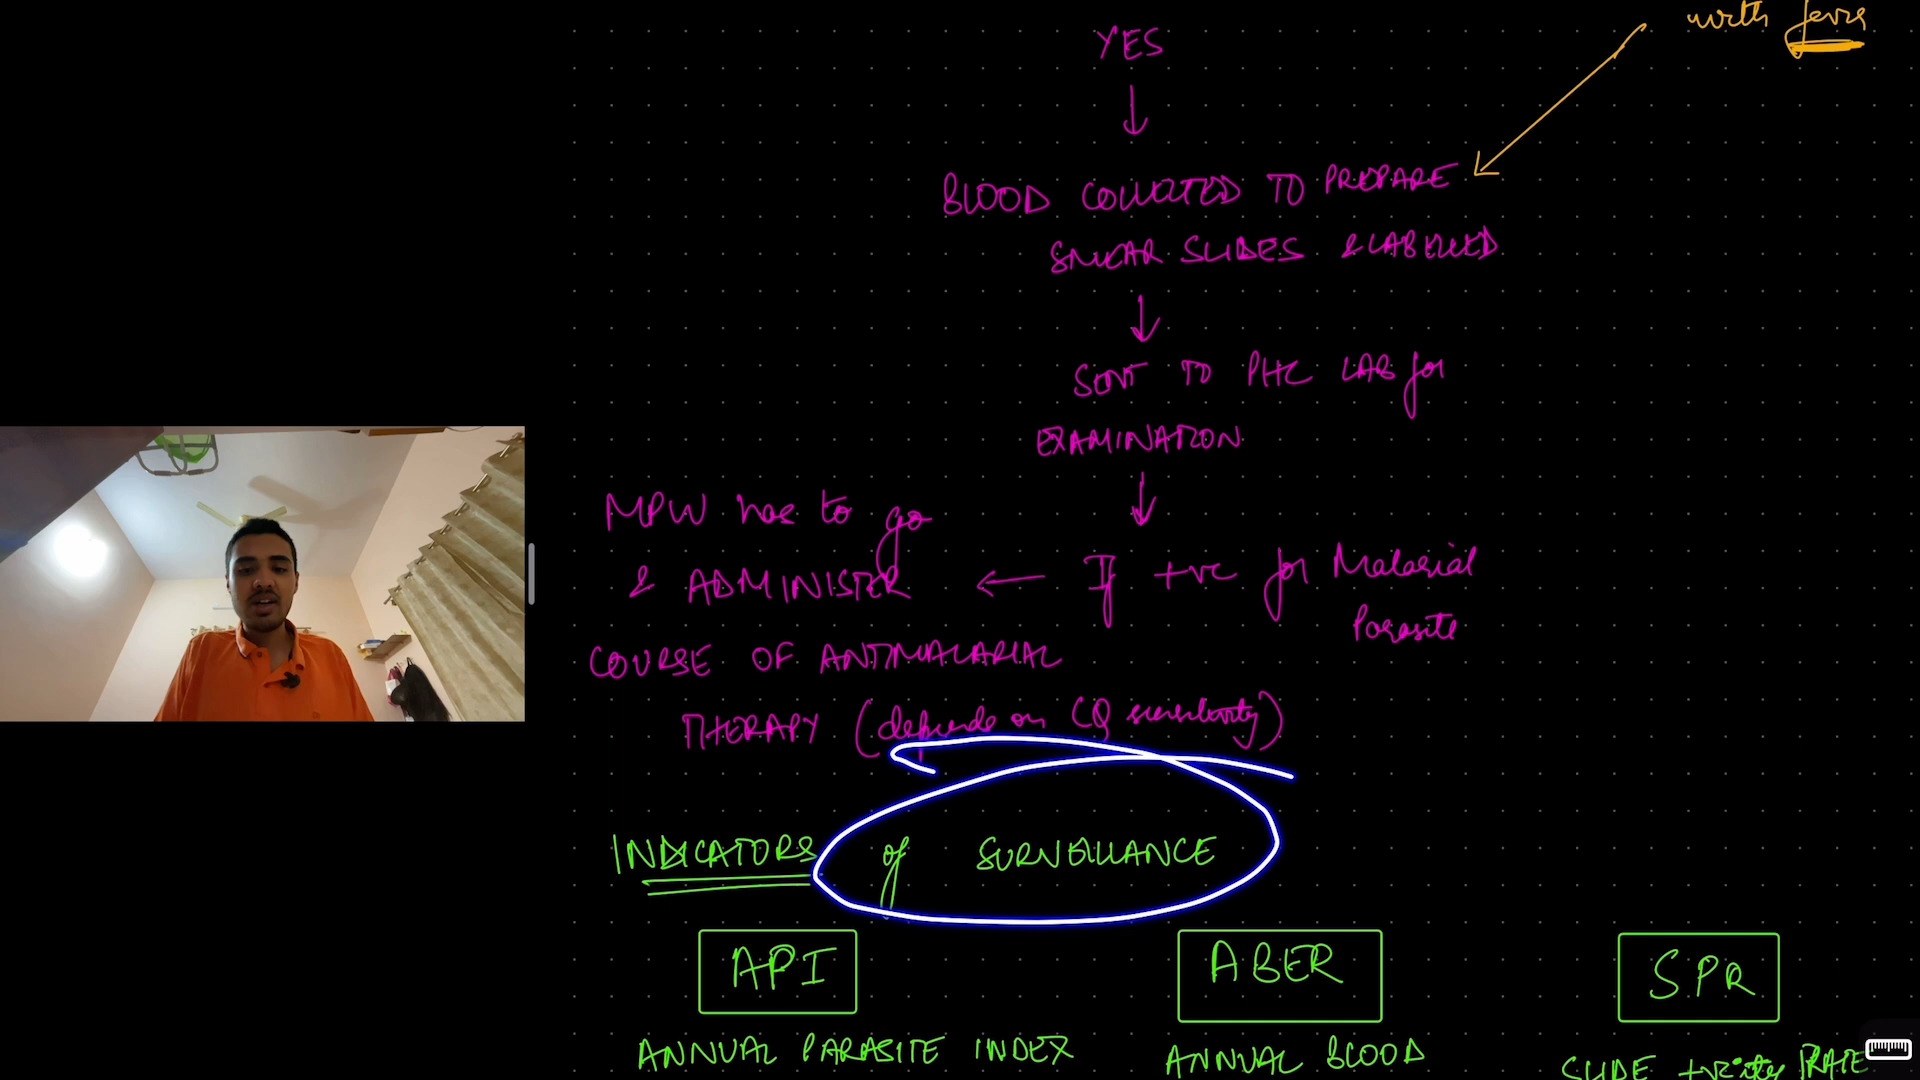 with fever
YES
BLOOD COLLECTED TO PREPARE
SMEAR SLIDES & LABELLED
SENT TO PHC LAB for
EXAMINATION
If +ve for Malarial
Parasite
MPW has to go
& ADMINISTER
COURSE OF ANTIMALARIAL
THERAPY (depends on CQ sensitivity)
INDICATORS of SURVEILLANCE
API
ABER
SPR
ANNUAL PARASITE INDEX
ANNUAL BLOOD
SLIDE +vity RATE